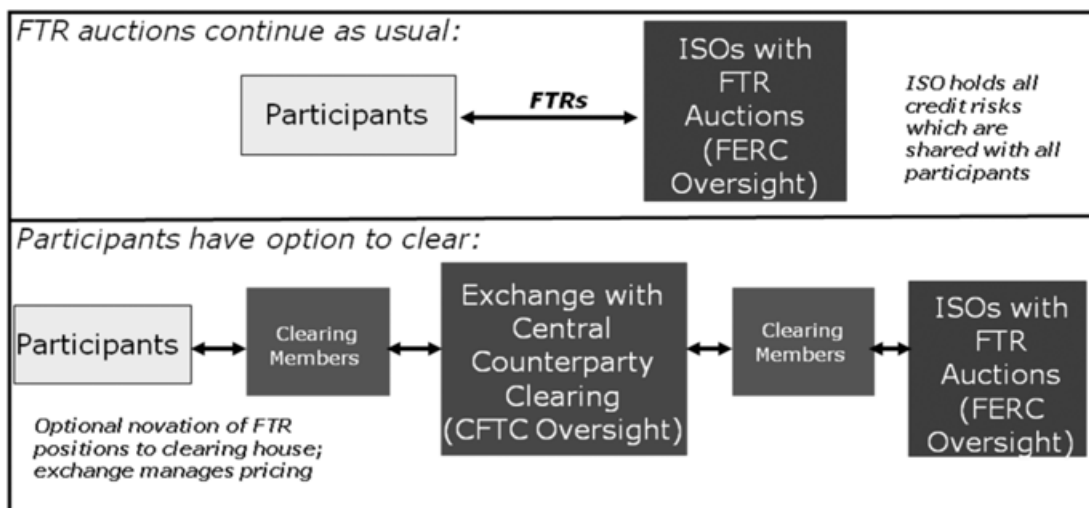 FTR auctions continue as usual:
Participants
FTRs
ISOs with
FTR
Auctions
(FERC
Oversight)
ISO holds all
credit risks
which are
shared with all
participants
Participants have option to clear:
Participants
Clearing
Members
Exchange with
Central
Counterparty
Clearing
(CFTC Oversight)
Clearing
Members
ISOs with
FTR
Auctions
(FERC
Oversight)
Optional novation of FTR
positions to clearing house;
exchange manages pricing